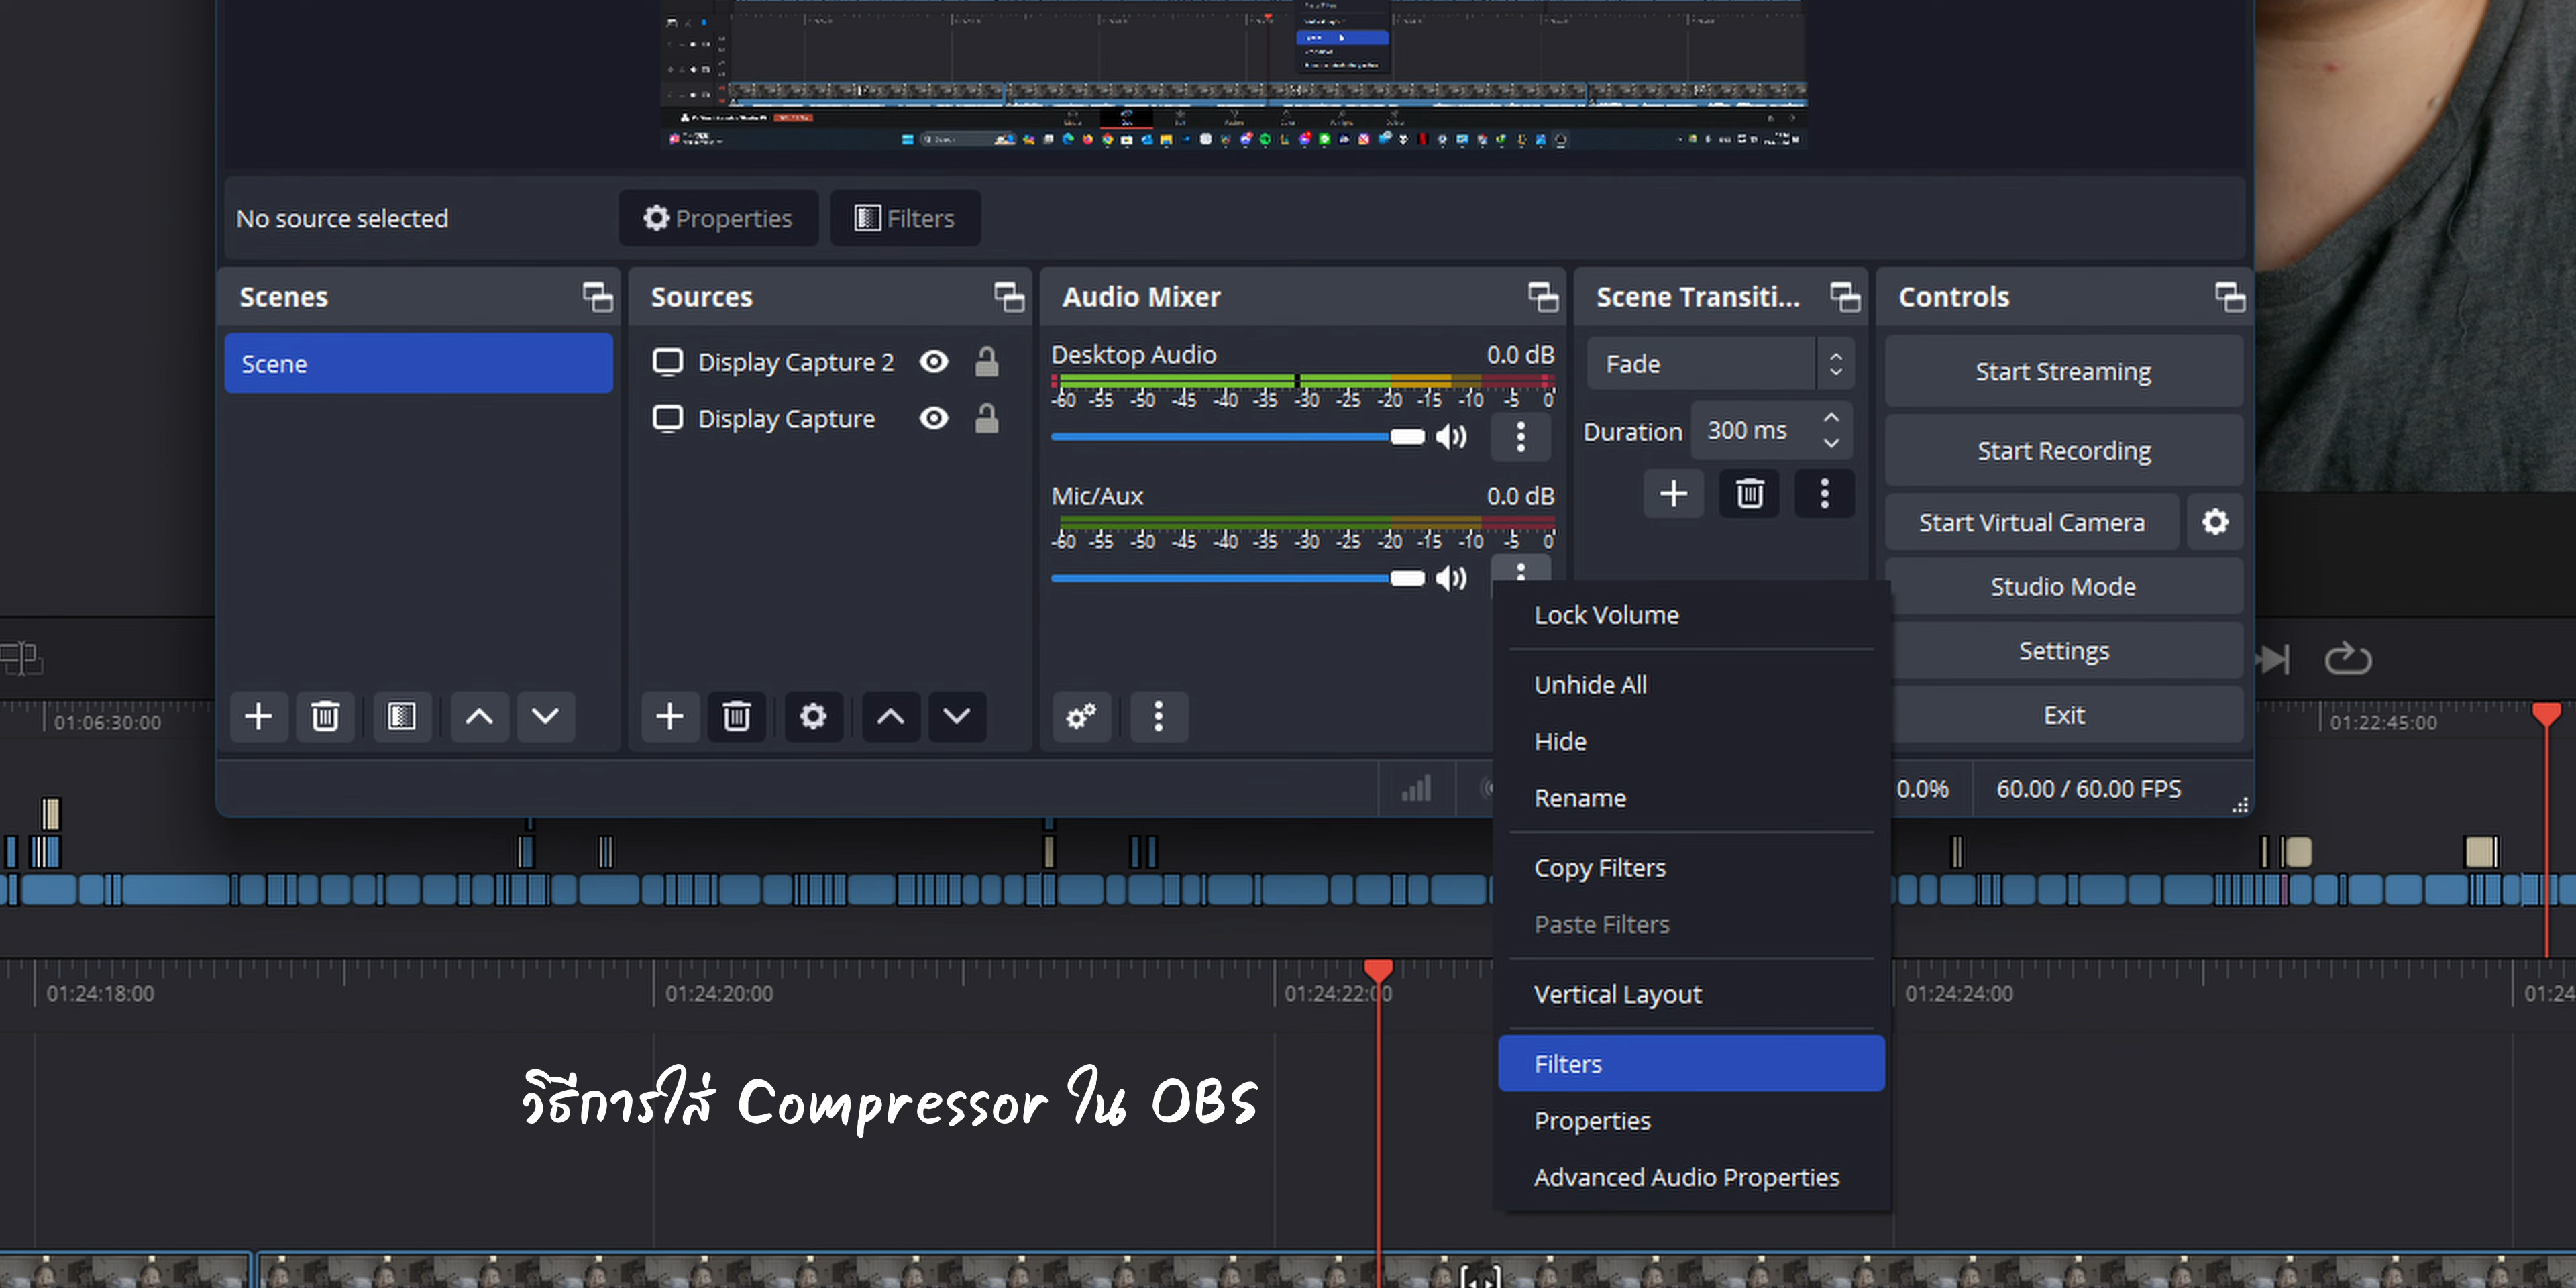 No source selected
Properties
Filters
Scenes
Sources
Audio Mixer
Scene Transiti...
Controls
Scene
Display Capture 2
Display Capture
Desktop Audio
0.0 dB
-60 -55 -50 -45 -40 -35 -30 -25 -20 -15 -10 -5 0
Mic/Aux
0.0 dB
-60 -55 -50 -45 -40 -35 -30 -25 -20 -15 -10 -5 0
Fade
Duration
300 ms
Start Streaming
Start Recording
Start Virtual Camera
Studio Mode
Settings
Exit
Lock Volume
Unhide All
Hide
Rename
Copy Filters
Paste Filters
Vertical Layout
Filters
Properties
Advanced Audio Properties
0.0%
60.00 / 60.00 FPS
01:06:30:00
01:22:45:00
01:24:18:00
01:24:20:00
01:24:22:00
01:24:24:00
01:24
วิธีการใส่ Compressor ใน OBS